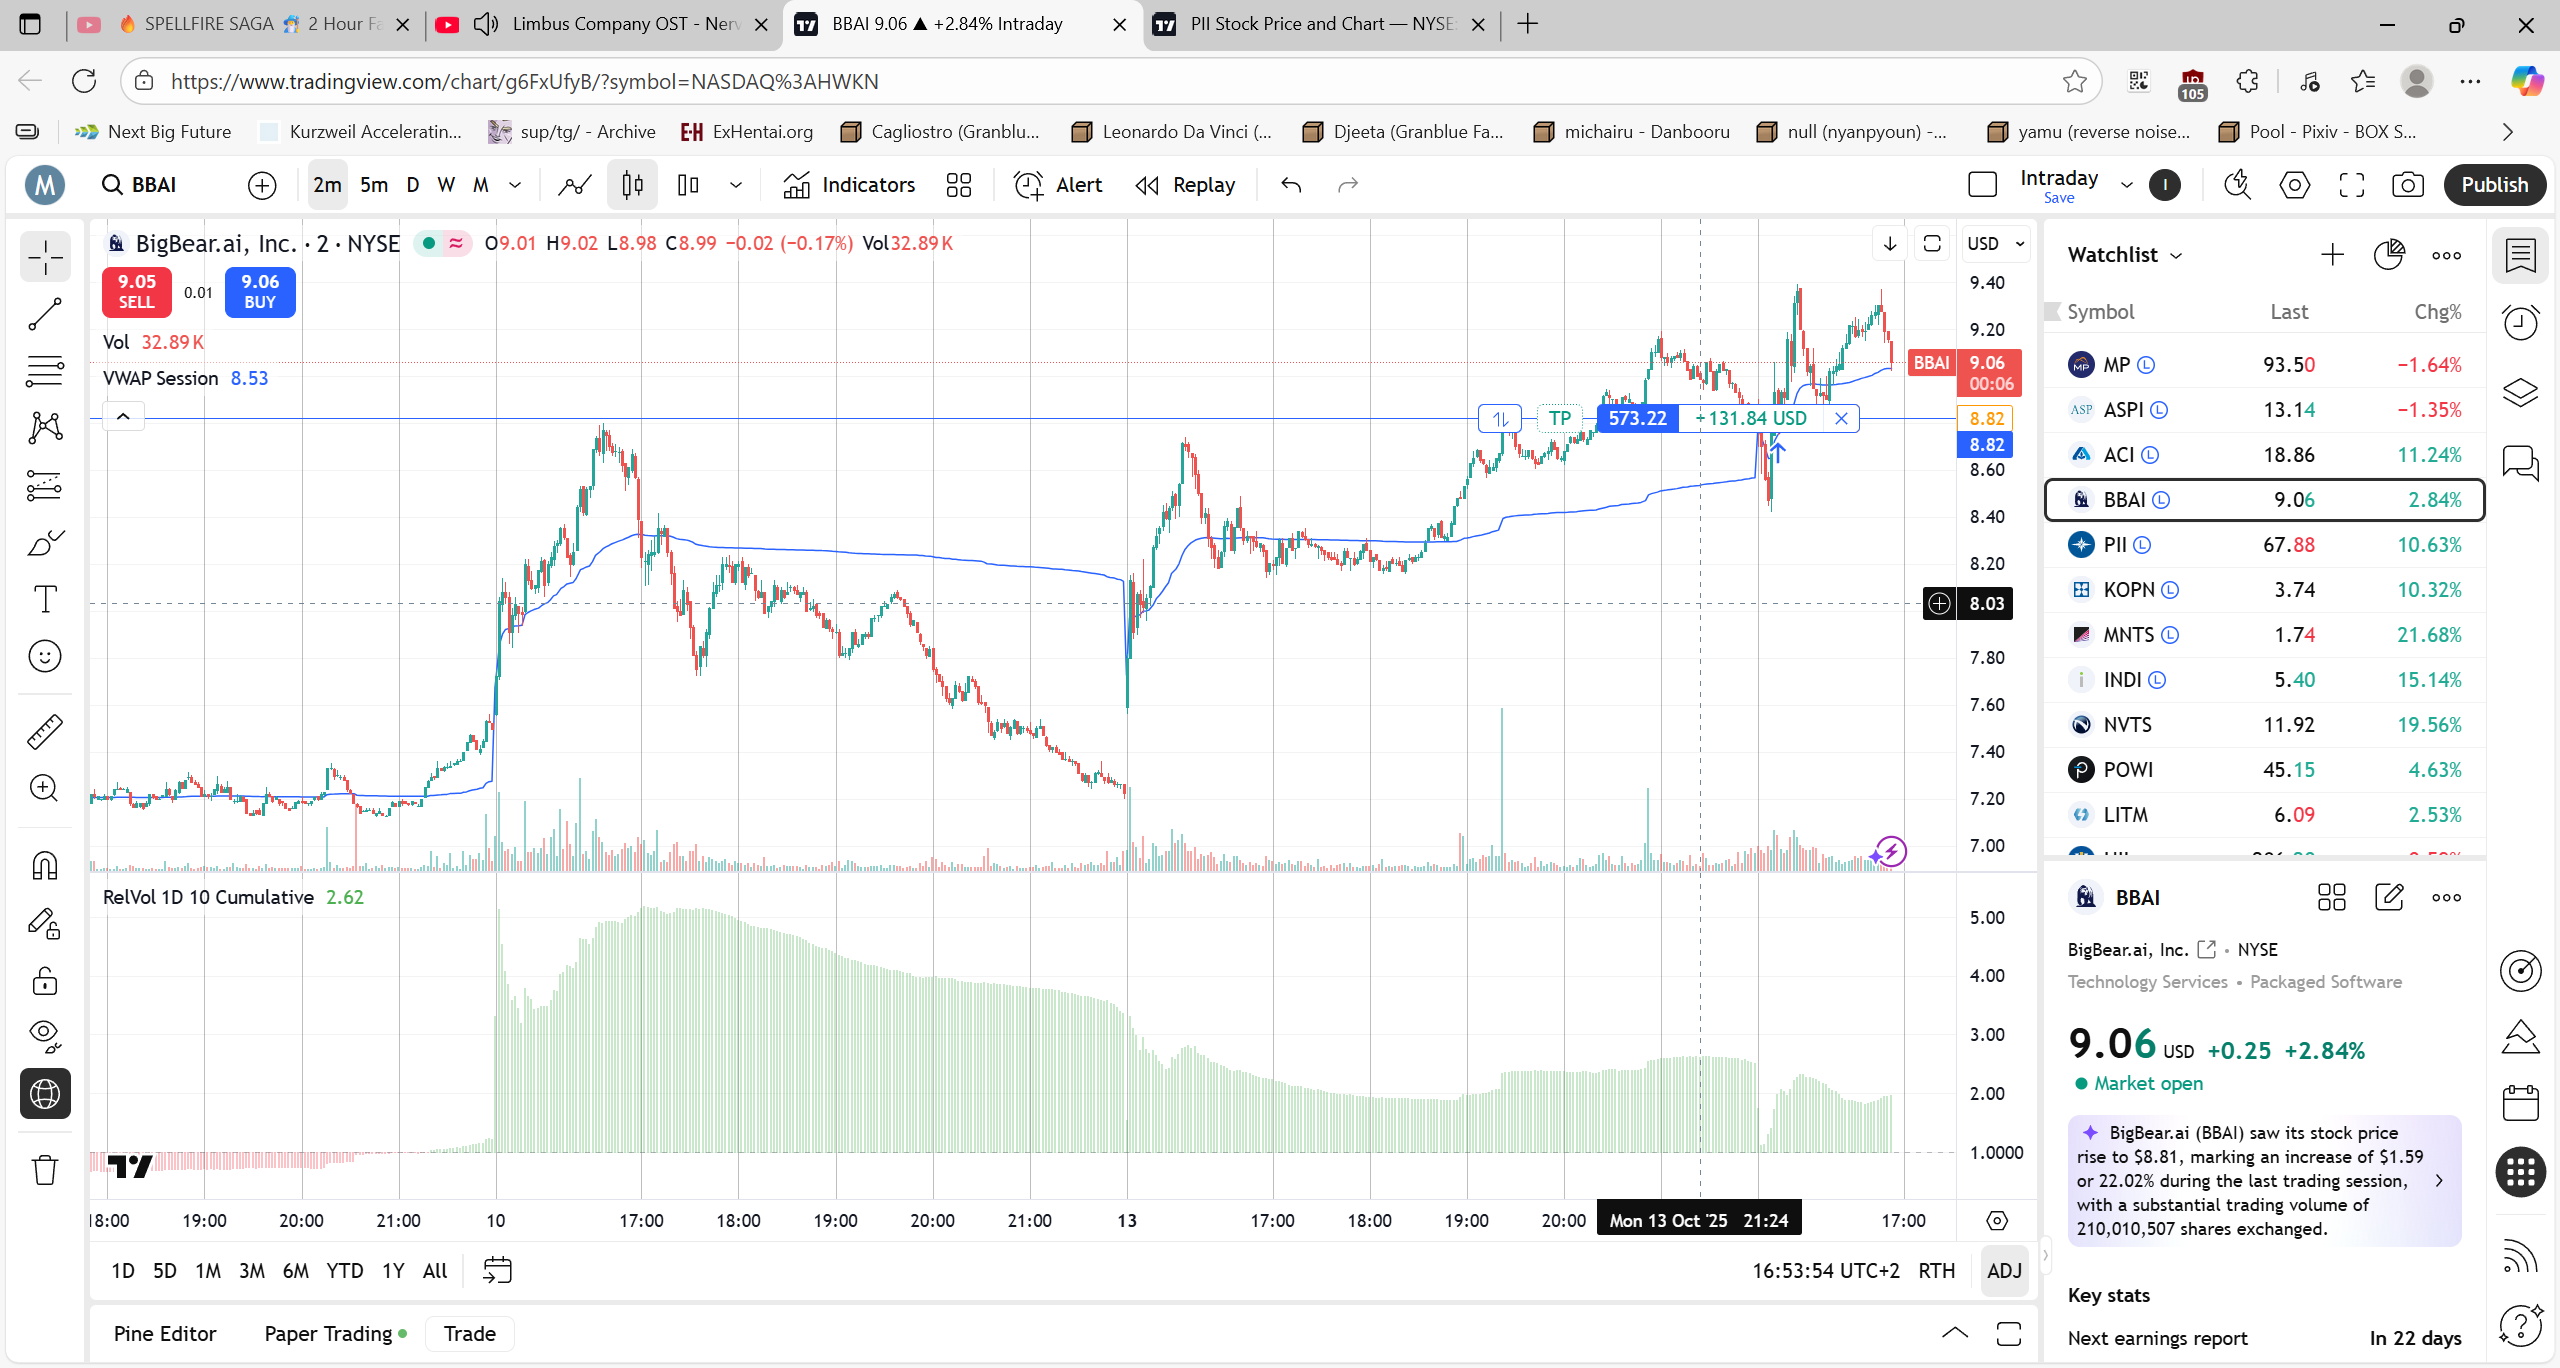 🔥 SPELLFIRE SAGA 🧙 2 Hour Fa
Limbus Company OST - Nerv
BBAI 9.06 ▲ +2.84% Intraday
PII Stock Price and Chart — NYSE:
https://www.tradingview.com/chart/g6FxUfyB/?symbol=NASDAQ%3AHWKN
105
Next Big Future
Kurzweil Acceleratin...
sup/tg/ - Archive
E-H ExHentai.org
Cagliostro (Granblu...
Leonardo Da Vinci (...
Djeeta (Granblue Fa...
michairu - Danbooru
null (nyanpyoun) -...
yamu (reverse noise...
Pool - Pixiv - BOX S...
M
BBAI
2m 5m D W M
Indicators
Alert
Replay
Intraday
Save
I
Publish
BigBear.ai, Inc. · 2 · NYSE
O9.01 H9.02 L8.98 C8.99 −0.02 (−0.17%) Vol32.89 K
9.05
SELL
0.01
9.06
BUY
Vol 32.89 K
VWAP Session 8.53
TP 573.22 +131.84 USD
USD
9.40
9.20
BBAI 9.06
00:06
8.82
8.82
8.60
8.40
8.20
8.03
7.80
7.60
7.40
7.20
7.00
RelVol 1D 10 Cumulative 2.62
5.00
4.00
3.00
2.00
1.0000
18:00 19:00 20:00 21:00 10 17:00 18:00 19:00 20:00 21:00 13 17:00 18:00 19:00 20:00 Mon 13 Oct '25 21:24 17:00
1D 5D 1M 3M 6M YTD 1Y All
16:53:54 UTC+2 RTH ADJ
Pine Editor
Paper Trading
Trade
Watchlist
Symbol Last Chg%
MP L 93.50 −1.64%
ASP ASPI L 13.14 −1.35%
ACI L 18.86 11.24%
BBAI L 9.06 2.84%
PII L 67.88 10.63%
KOPN L 3.74 10.32%
MNTS L 1.74 21.68%
INDI L 5.40 15.14%
NVTS 11.92 19.56%
POWI 45.15 4.63%
LITM 6.09 2.53%
BBAI
BigBear.ai, Inc. • NYSE
Technology Services • Packaged Software
9.06 USD +0.25 +2.84%
Market open
BigBear.ai (BBAI) saw its stock price
rise to $8.81, marking an increase of $1.59
or 22.02% during the last trading session,
with a substantial trading volume of
210,010,507 shares exchanged.
Key stats
Next earnings report In 22 days